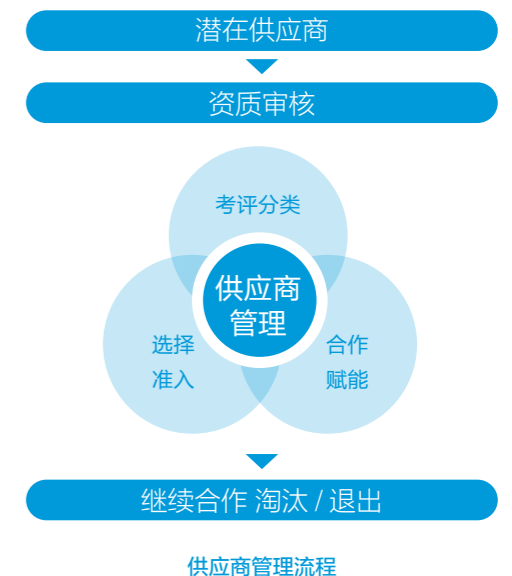 潜在供应商
资质审核
考评分类
供应商
管理
选择
准入
合作
赋能
继续合作 淘汰 / 退出
供应商管理流程